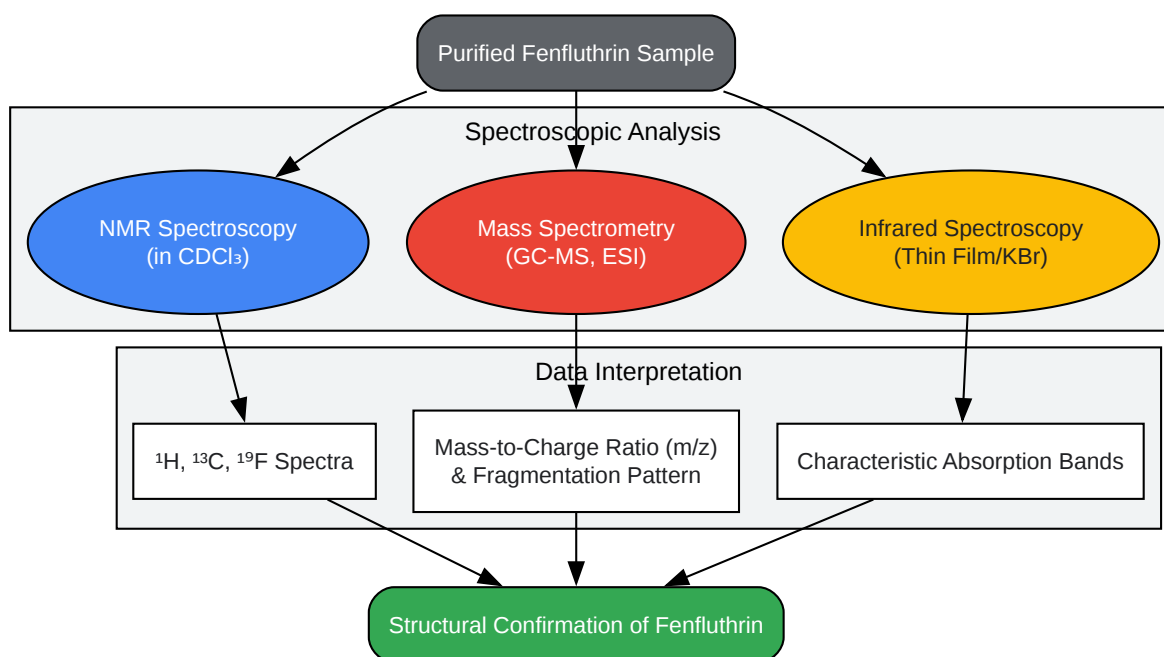 Purified Fenfluthrin Sample
Spectroscopic Analysis
NMR Spectroscopy
(in CDCl₃)
Mass Spectrometry
(GC-MS, ESI)
Infrared Spectroscopy
(Thin Film/KBr)
Data Interpretation
¹H, ¹³C, ¹⁹F Spectra
Mass-to-Charge Ratio (m/z)
& Fragmentation Pattern
Characteristic Absorption Bands
Structural Confirmation of Fenfluthrin